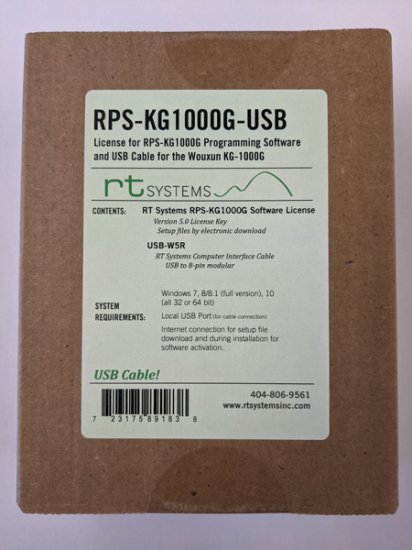 RPS-KG1000G-USB
License for RPS-KG1000G Programming Software
and USB Cable for the Wouxun KG-1000G
rt SYSTEMS
CONTENTS: RT Systems RPS-KG1000G Software License
Version 5.0 License Key
Setup files by electronic download
USB-W5R
RT Systems Computer Interface Cable
USB to 8-pin modular
Windows 7, 8/8.1 (full version), 10
(all 32 or 64 bit)
SYSTEM
REQUIREMENTS: Local USB Port (for cable connection)
Internet connection for setup file
download and during installation for
software activation.
USB Cable!
7 23175 89183 8
404-806-9561
www.rtsystemsinc.com